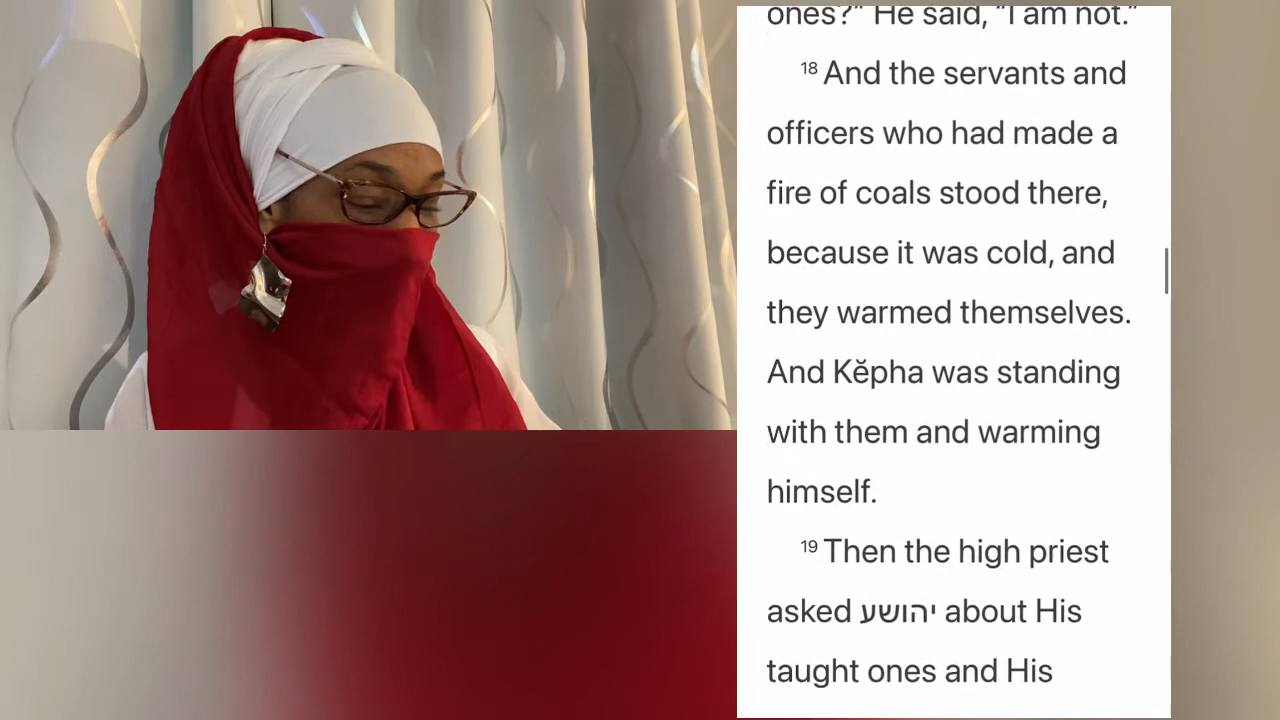 ones?” He said, “I am not.”
18 And the servants and
officers who had made a
fire of coals stood there,
because it was cold, and
they warmed themselves.
And Kĕpha was standing
with them and warming
himself.
19 Then the high priest
asked יהושע about His
taught ones and His